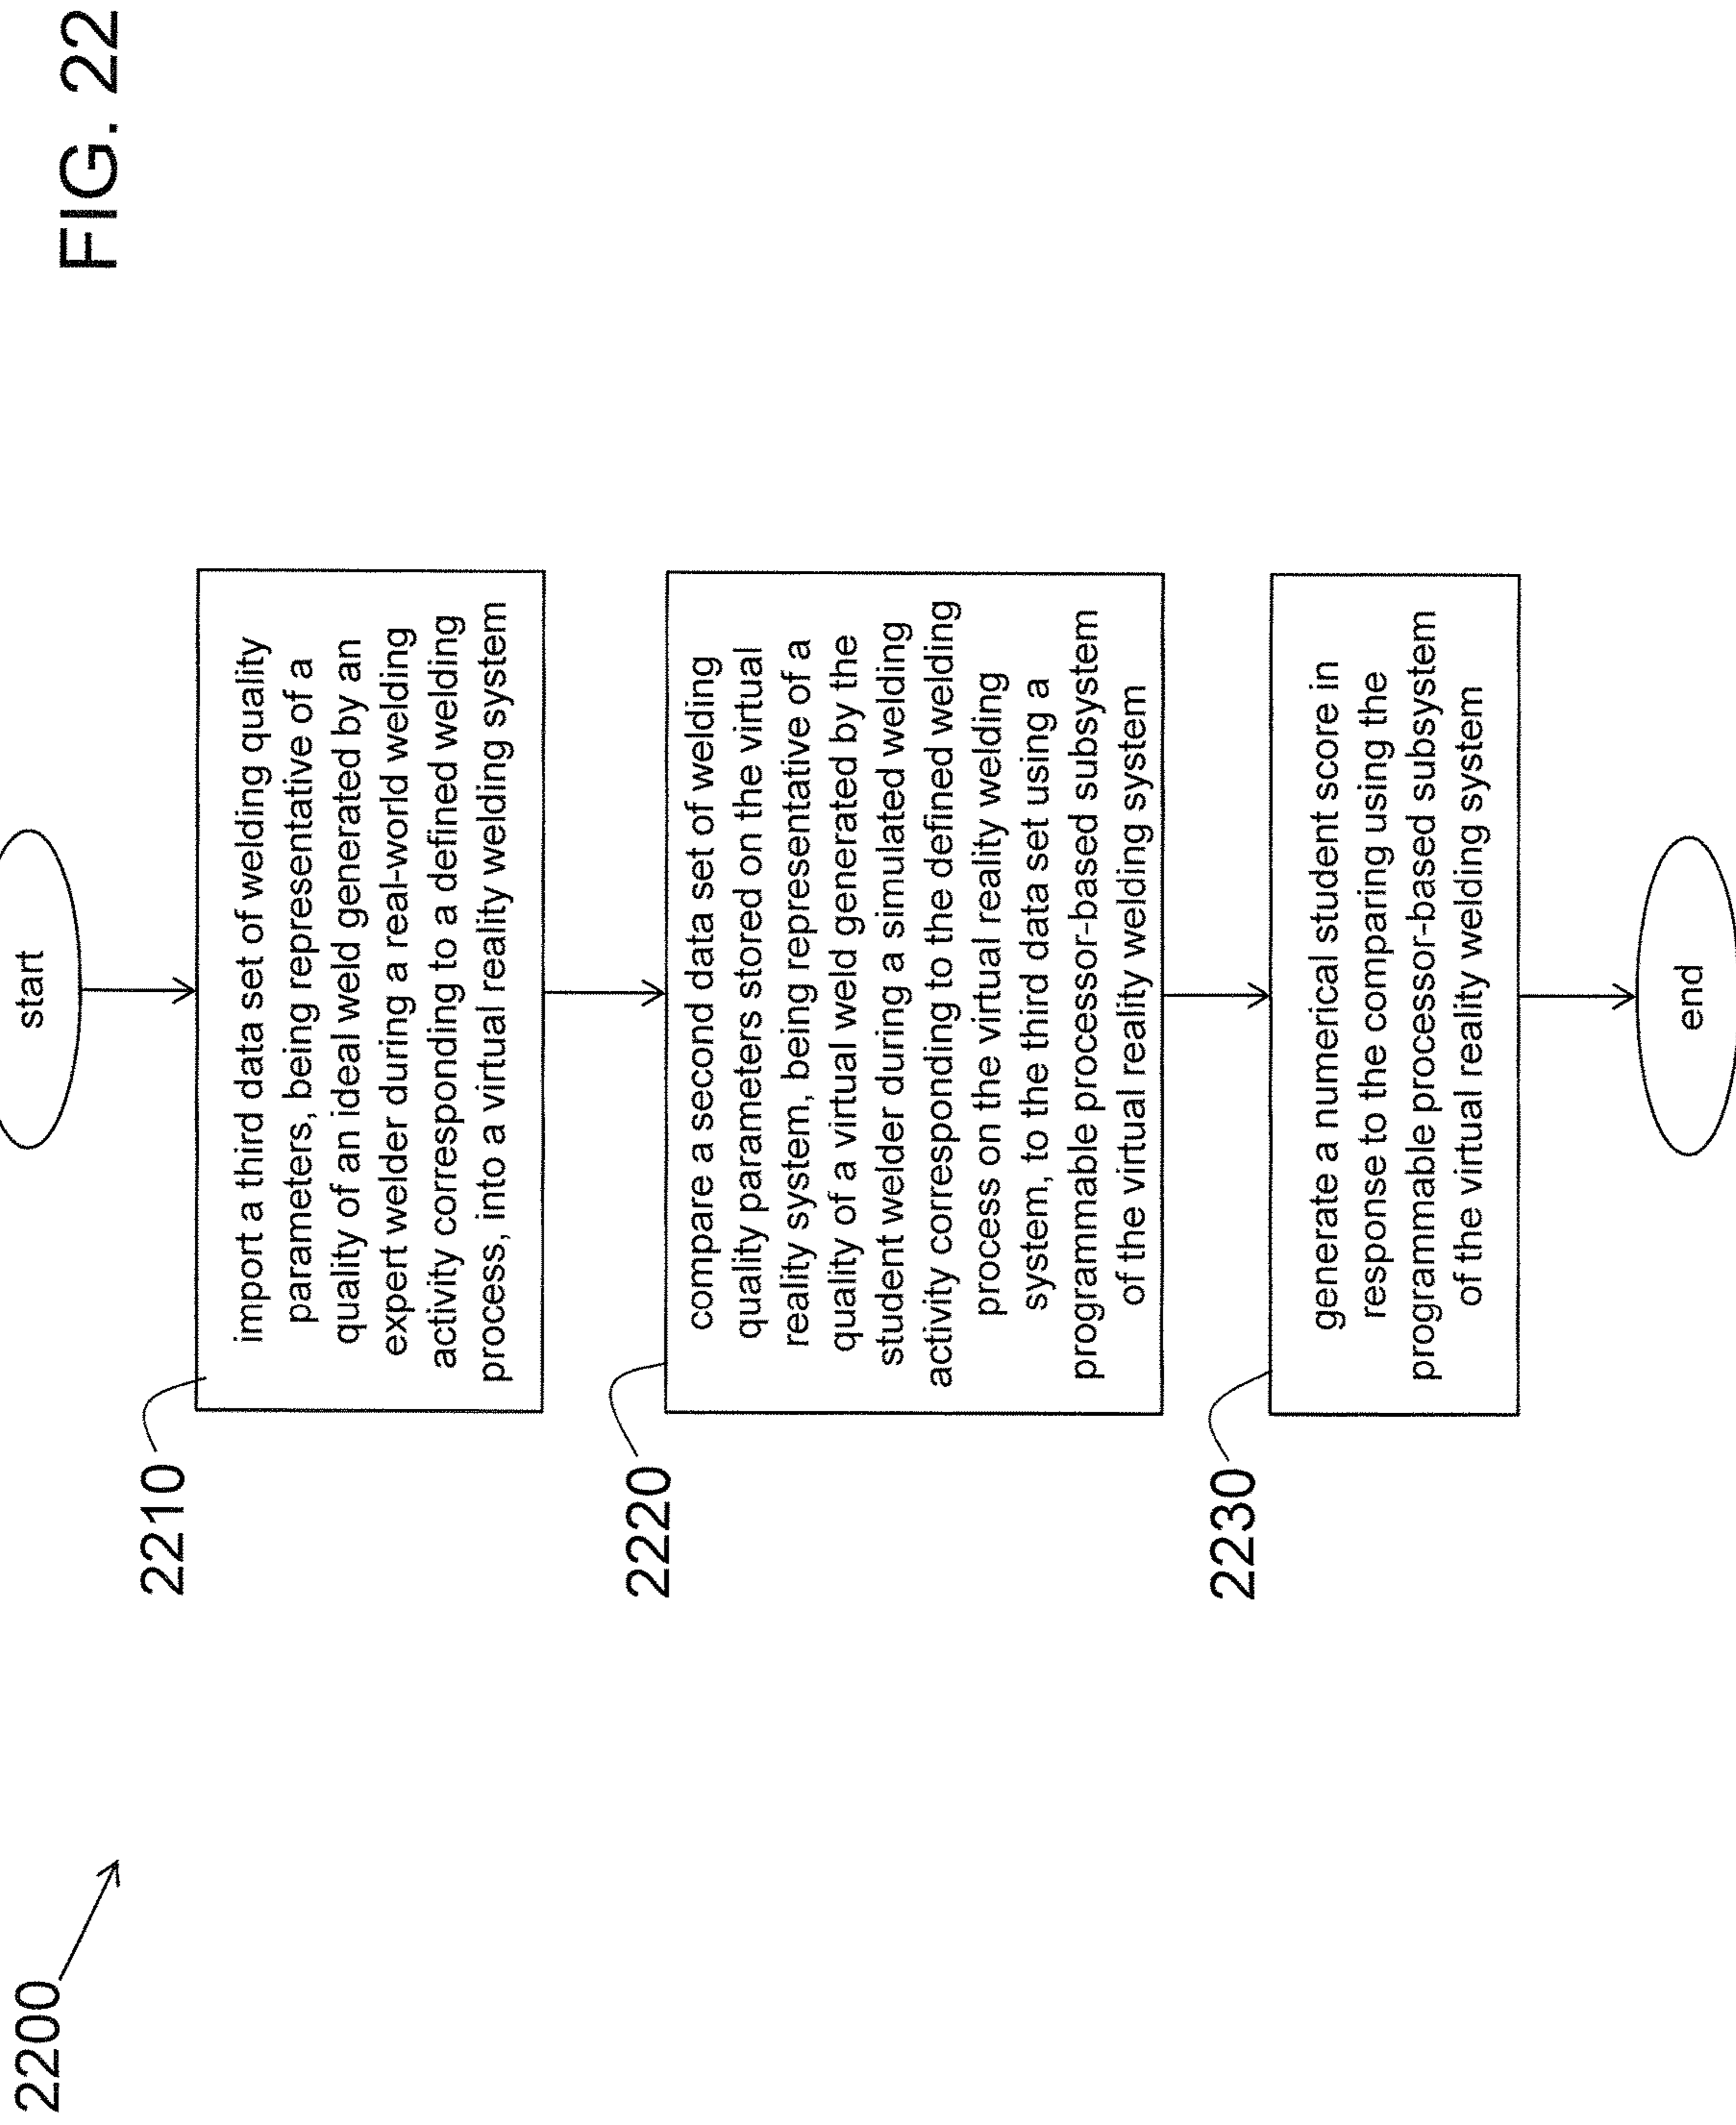 FIG. 22
2200
start
2210
import a third data set of welding quality
parameters, being representative of a
quality of an ideal weld generated by an
expert welder during a real-world welding
activity corresponding to a defined welding
process, into a virtual reality welding system
2220
compare a second data set of welding
quality parameters stored on the virtual
reality system, being representative of a
quality of a virtual weld generated by the
student welder during a simulated welding
activity corresponding to the defined welding
process on the virtual reality welding
system, to the third data set using a
programmable processor-based subsystem
of the virtual reality welding system
2230
generate a numerical student score in
response to the comparing using the
programmable processor-based subsystem
of the virtual reality welding system
end